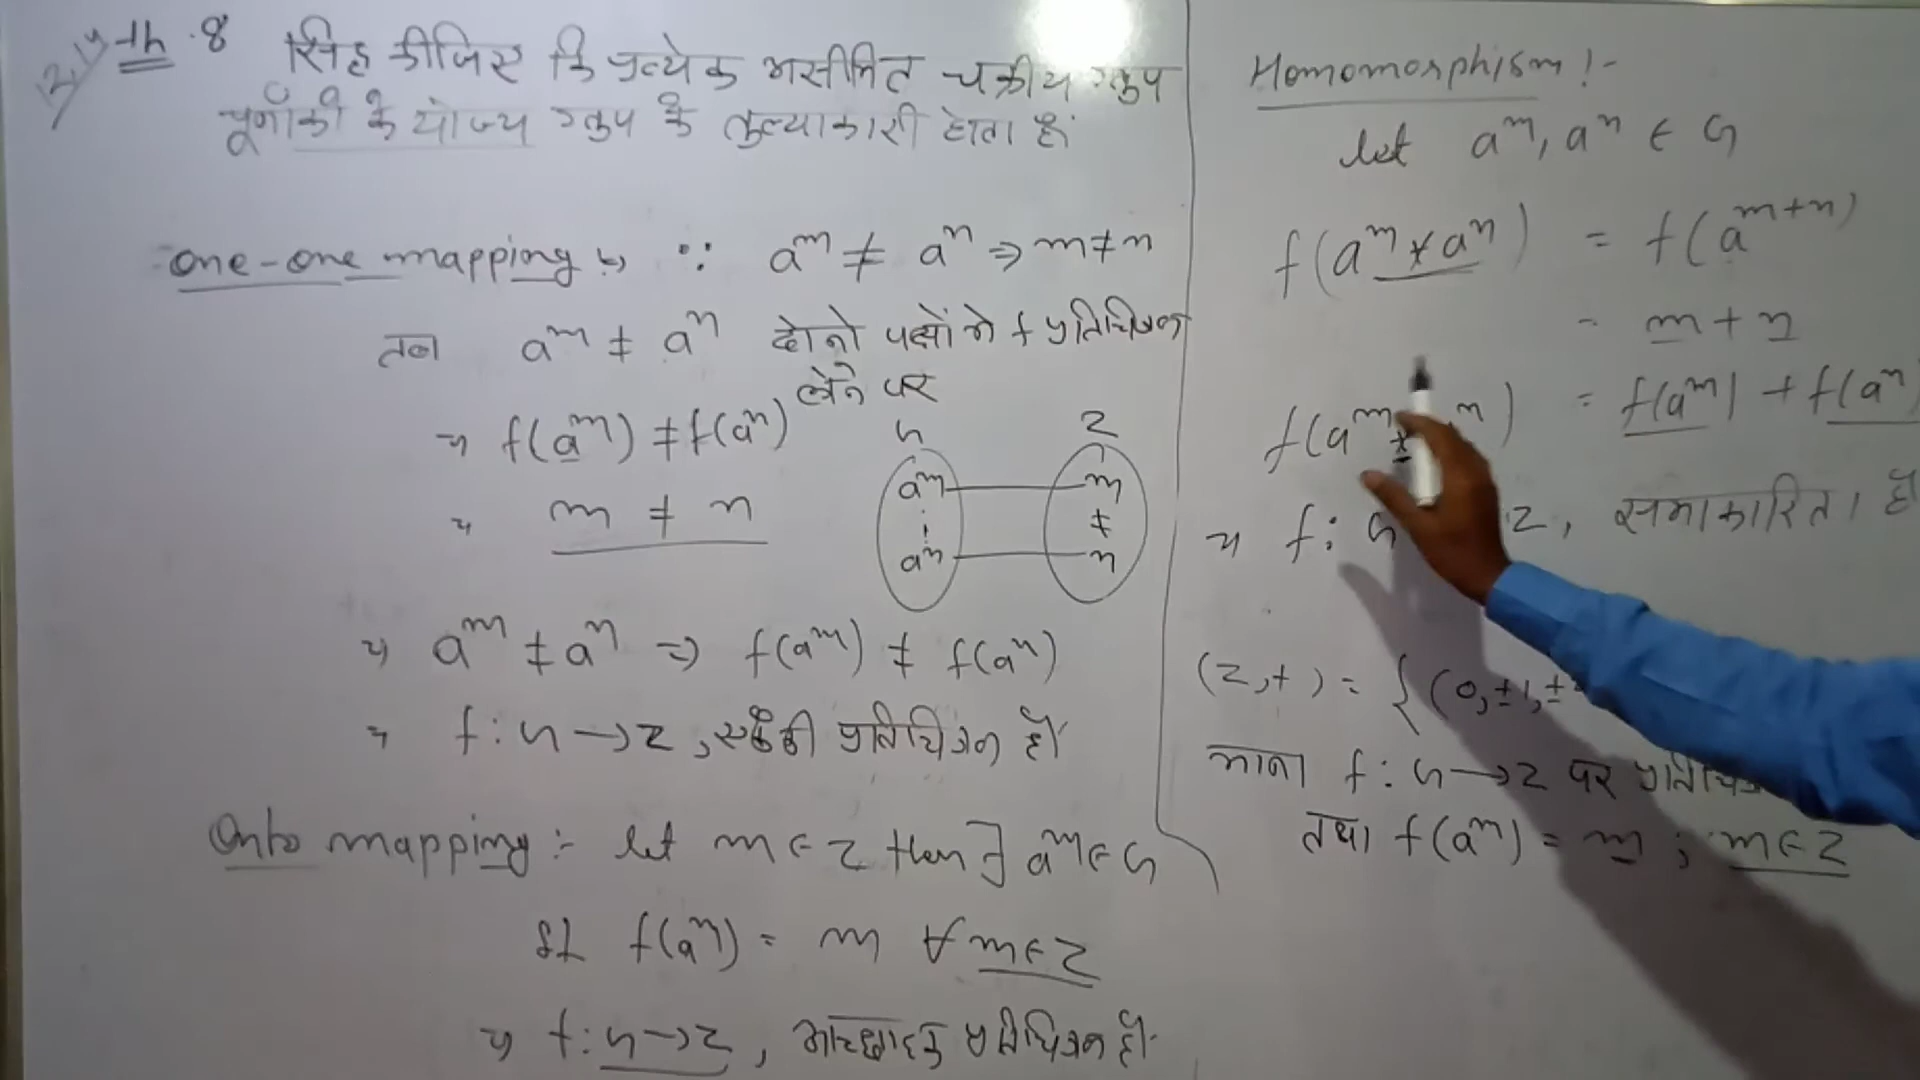 Th. 8 सिद्ध कीजिए कि प्रत्येक असीमित चक्रीय ग्रुप
पूर्णांकों के योज्य ग्रुप के तुल्याकारी होता है।
one-one mapping ∵ a^m ≠ a^n ⇒ m ≠ n
तब a^m ≠ a^n दोनो पक्षों में f प्रतिचित्रण
लेने पर
⇒ f(a^m) ≠ f(a^n)
⇒ m ≠ n
G Z
a^m m
⋮ ≠
a^n n
⇒ a^m ≠ a^n ⇒ f(a^m) ≠ f(a^n)
⇒ f: G → Z, एकैकी प्रतिचित्रण है।
Onto mapping :- let m ∈ Z then ∃ a^m ∈ G
st f(a^m) = m ∀ m ∈ Z
⇒ f: G → Z, आच्छादक प्रतिचित्रण है।
Homomorphism :-
let a^m, a^n ∈ G
f(a^m * a^n) = f(a^{m+n})
= m + n
f(a^m * n) = f(a^m) + f(a^n
⇒ f: G Z, समाकारिता है
(Z,+) = {(0, ±1, ±
माना f: G → Z पर
तथा f(a^m) = m ; m ∈ Z